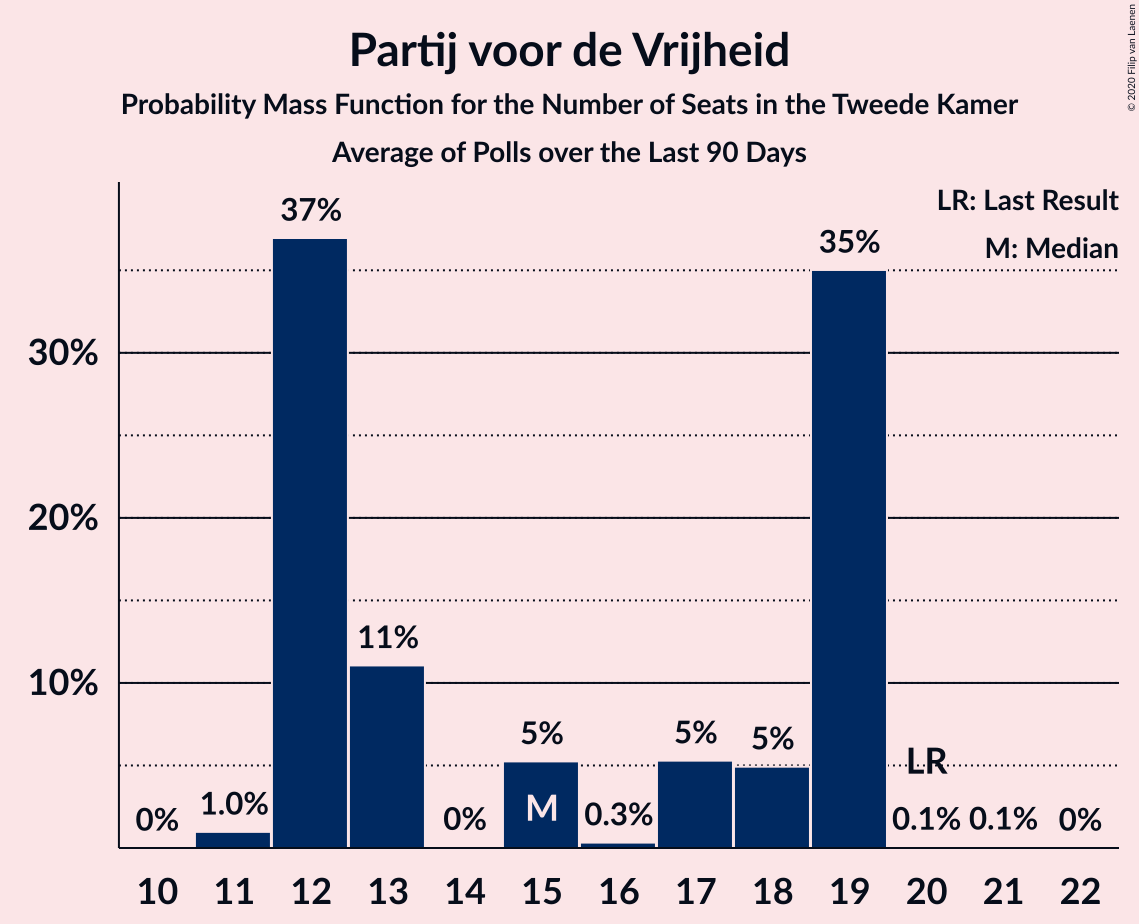 Partij voor de Vrijheid
Probability Mass Function for the Number of Seats in the Tweede Kamer
Average of Polls over the Last 90 Days
© 2020 Filip van Laenen
LR: Last Result
M: Median
37%
35%
30%
20%
11%
10%
5%
5%
5%
LR
1.0%
M
0%
0%
0.3%
0.1%
0.1%
0%
10 11 12 13 14 15 16 17 18 19 20 21 22